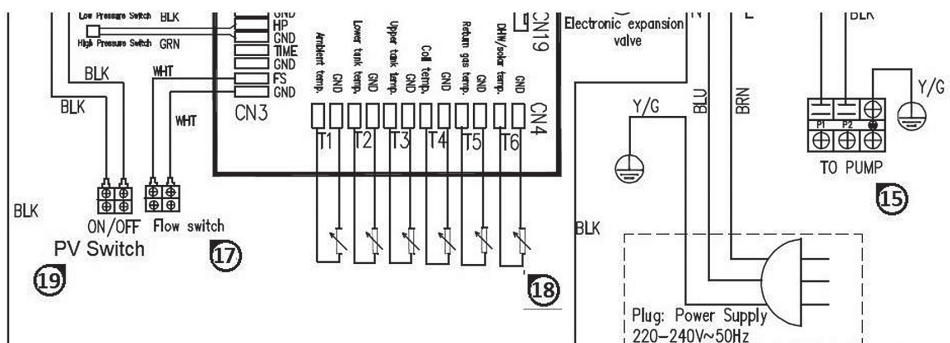 Low Pressure Switch
BLK
High Pressure Switch
GRN
GND
HP
GND
TIME
GND
FS
GND
CN3
BLK
BLK
WHT
WHT
BLK
ON/OFF
PV Switch
19
Flow switch
17
Ambient temp.
GND
Lower tank temp.
GND
Upper tank temp.
GND
Coil temp.
GND
Return gas temp.
GND
DHW/solar temp.
GND
CN19
CN4
T1
T2
T3
T4
T5
T6
18
Electronic expansion
valve
N
L
BLK
Y/G
BLU
BRN
Y/G
P1
P2
TO PUMP
15
BLK
Plug: Power Supply
220-240V~50Hz